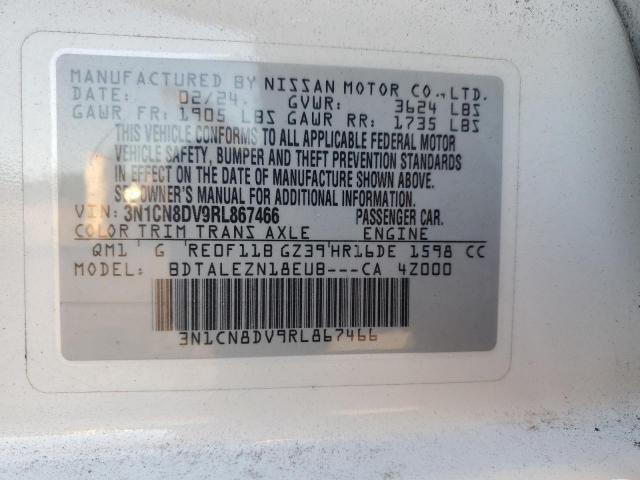 MANUFACTURED BY NISSAN MOTOR CO.,LTD.
DATE: 02/24. GVWR: 3624 LBS
GAWR FR: 1905 LBS GAWR RR: 1735 LBS
THIS VEHICLE CONFORMS TO ALL APPLICABLE FEDERAL MOTOR
VEHICLE SAFETY, BUMPER AND THEFT PREVENTION STANDARDS
IN EFFECT ON THE DATE OF MANUFACTURE SHOWN ABOVE.
SEE OWNER'S MANUAL FOR ADDITIONAL INFORMATION.
VIN: 3N1CN8DV9RL867466 PASSENGER CAR.
COLOR TRIM TRANS AXLE ENGINE
QM1 G RE0F11B GZ39 HR16DE 1598 CC
MODEL: BDTALEZN18EU8---CA 4Z000
3N1CN8DV9RL867466